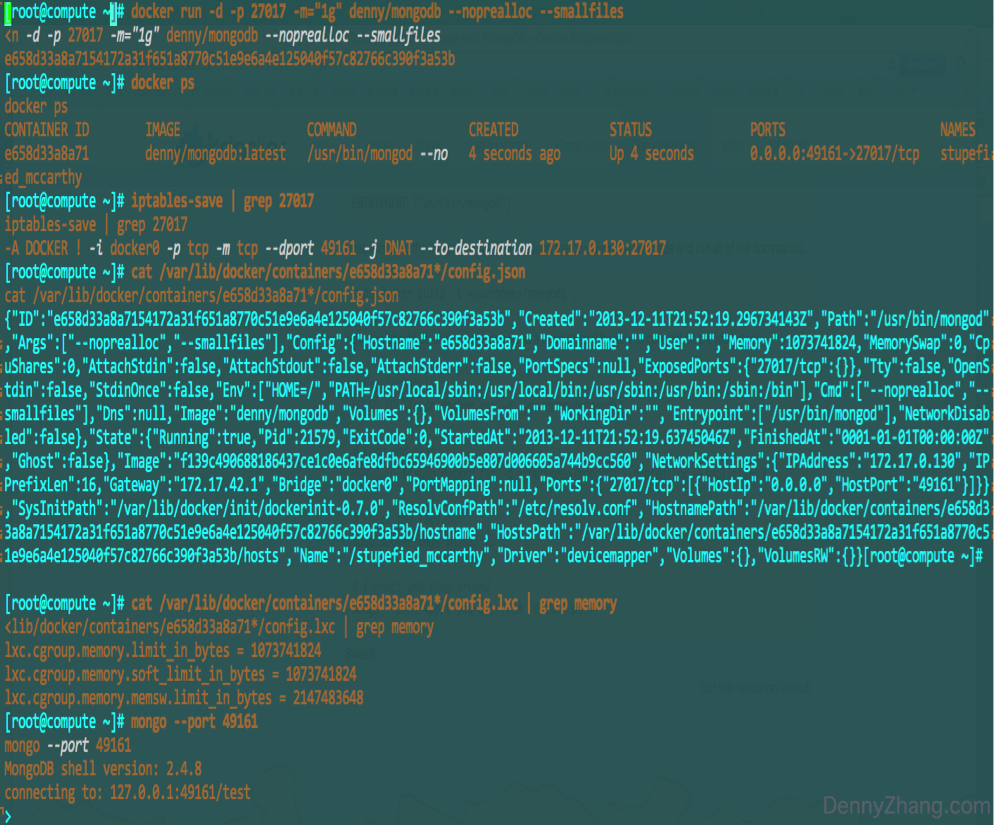 [root@compute ~]# docker run -d -p 27017 -m="1g" denny/mongodb --noprealloc --smallfiles
<n -d -p 27017 -m="1g" denny/mongodb --noprealloc --smallfiles
e658d33a8a7154172a31f651a8770c51e9e6a4e125040f57c82766c390f3a53b
[root@compute ~]# docker ps
docker ps
CONTAINER ID IMAGE COMMAND CREATED STATUS PORTS NAMES
e658d33a8a71 denny/mongodb:latest /usr/bin/mongod --no 4 seconds ago Up 4 seconds 0.0.0.0:49161->27017/tcp stupefi
ed_mccarthy
[root@compute ~]# iptables-save | grep 27017
iptables-save | grep 27017
-A DOCKER ! -i docker0 -p tcp -m tcp --dport 49161 -j DNAT --to-destination 172.17.0.130:27017
[root@compute ~]# cat /var/lib/docker/containers/e658d33a8a71*/config.json
cat /var/lib/docker/containers/e658d33a8a71*/config.json
{"ID":"e658d33a8a7154172a31f651a8770c51e9e6a4e125040f57c82766c390f3a53b","Created":"2013-12-11T21:52:19.296734143Z","Path":"/usr/bin/mongod"
,"Args":["--noprealloc","--smallfiles"],"Config":{"Hostname":"e658d33a8a71","Domainname":"","User":"","Memory":1073741824,"MemorySwap":0,"Cp
uShares":0,"AttachStdin":false,"AttachStdout":false,"AttachStderr":false,"PortSpecs":null,"ExposedPorts":{"27017/tcp":{}},"Tty":false,"OpenS
tdin":false,"StdinOnce":false,"Env":["HOME=/","PATH=/usr/local/sbin:/usr/local/bin:/usr/sbin:/usr/bin:/sbin:/bin"],"Cmd":["--noprealloc","--
smallfiles"],"Dns":null,"Image":"denny/mongodb","Volumes":{},"VolumesFrom":"","WorkingDir":"","Entrypoint":["/usr/bin/mongod"],"NetworkDisab
led":false},"State":{"Running":true,"Pid":21579,"ExitCode":0,"StartedAt":"2013-12-11T21:52:19.63745046Z","FinishedAt":"0001-01-01T00:00:00Z"
,"Ghost":false},"Image":"f139c490688186437ce1c0e6afe8dfbc65946900b5e807d006605a744b9cc560","NetworkSettings":{"IPAddress":"172.17.0.130","IP
PrefixLen":16,"Gateway":"172.17.42.1","Bridge":"docker0","PortMapping":null,"Ports":{"27017/tcp":[{"HostIp":"0.0.0.0","HostPort":"49161"}]}}
,"SysInitPath":"/var/lib/docker/init/dockerinit-0.7.0","ResolvConfPath":"/etc/resolv.conf","HostnamePath":"/var/lib/docker/containers/e658d3
3a8a7154172a31f651a8770c51e9e6a4e125040f57c82766c390f3a53b/hostname","HostsPath":"/var/lib/docker/containers/e658d33a8a7154172a31f651a8770c5
1e9e6a4e125040f57c82766c390f3a53b/hosts","Name":"/stupefied_mccarthy","Driver":"devicemapper","Volumes":{},"VolumesRW":{}}[root@compute ~]#
[root@compute ~]# cat /var/lib/docker/containers/e658d33a8a71*/config.lxc | grep memory
<lib/docker/containers/e658d33a8a71*/config.lxc | grep memory
lxc.cgroup.memory.limit_in_bytes = 1073741824
lxc.cgroup.memory.soft_limit_in_bytes = 1073741824
lxc.cgroup.memory.memsw.limit_in_bytes = 2147483648
[root@compute ~]# mongo --port 49161
mongo --port 49161
MongoDB shell version: 2.4.8
connecting to: 127.0.0.1:49161/test
>
DennyZhang.com